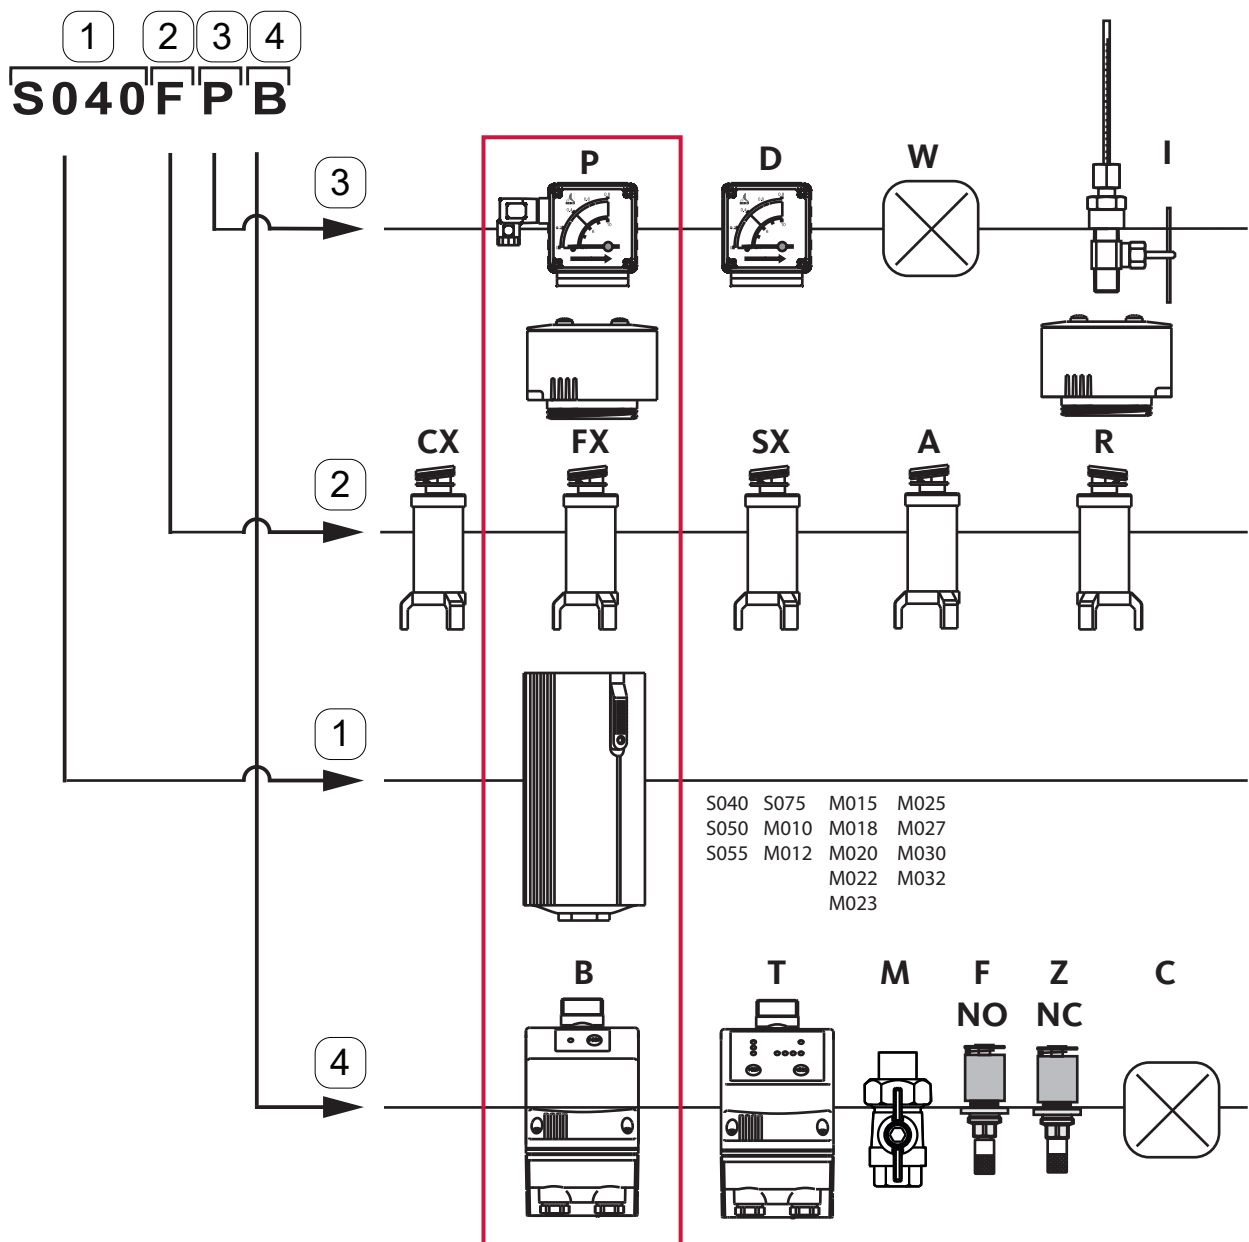 1 2 3 4
S040 F P B
3
P D W I
2
CX FX SX A R
1
S040 S075 M015 M025
S050 M010 M018 M027
S055 M012 M020 M030
M022 M032
M023
4
B T M F Z C
NO NC